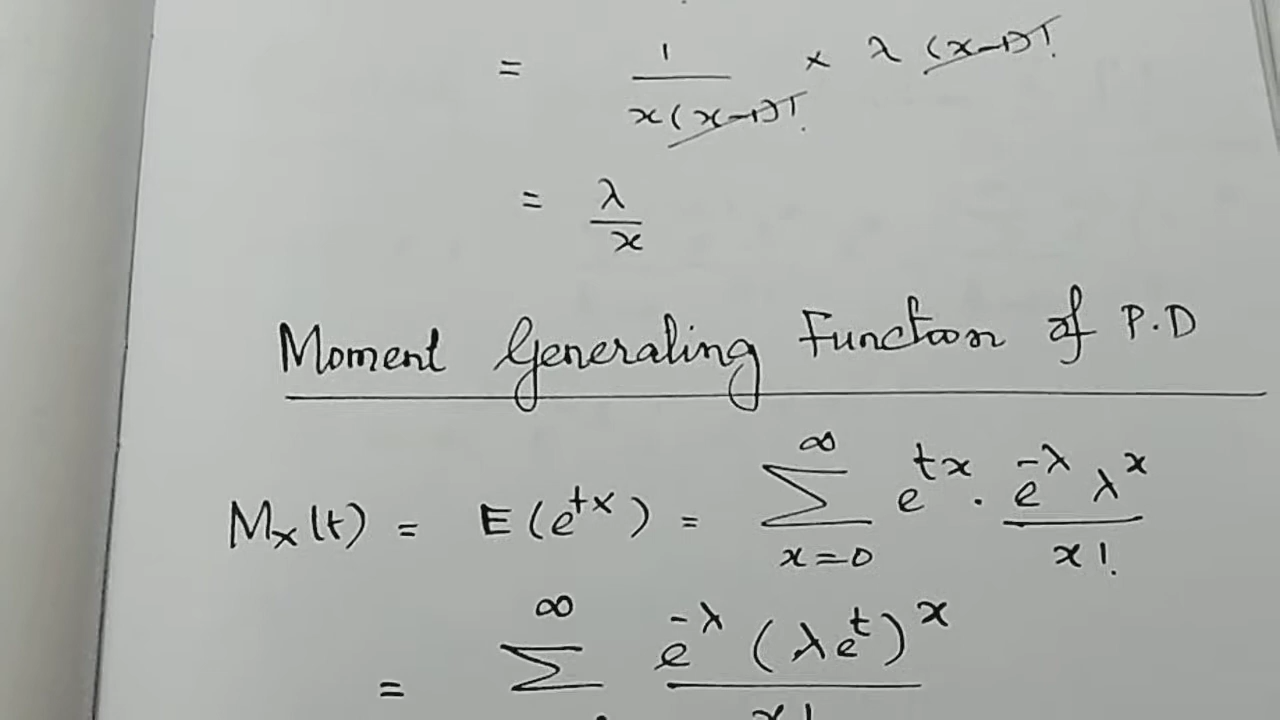 = 1 / x(x-1)! × λ (x-1)!
= λ / x
Moment Generating Function of P.D
Mx(t) = E(e^tx) = ∑_{x=0}^{∞} e^{tx} . e^{-λ} λ^x / x!
= ∑^{∞} e^{-λ} (λe^t)^x / x!